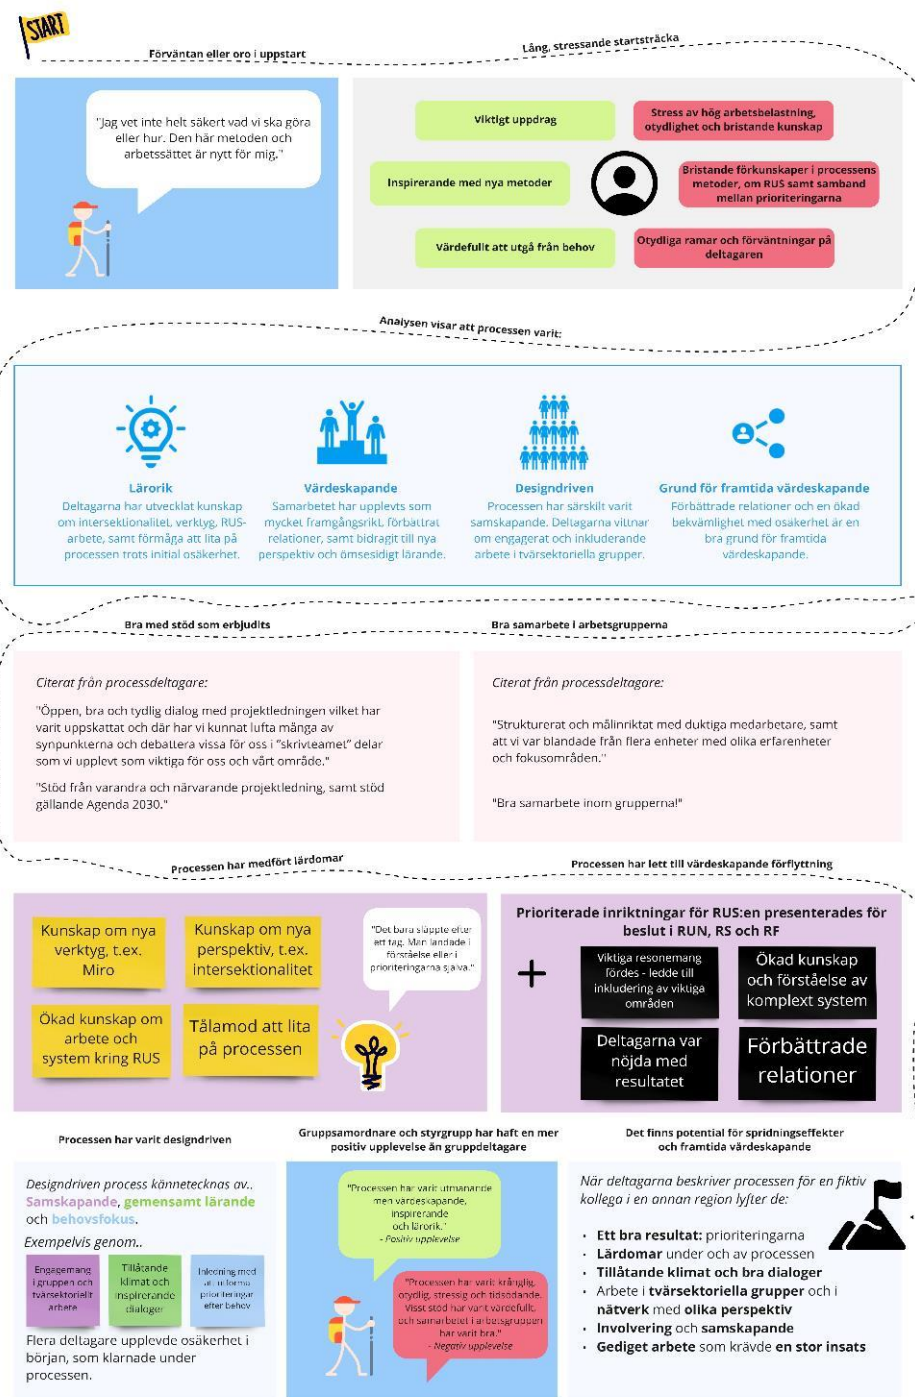 START
Förväntan eller oro i uppstart
Lång, stressande startsträcka
"Jag vet inte helt säkert vad vi ska göra
eller hur. Den här metoden och
arbetssättet är nytt för mig."
Viktigt uppdrag
Inspirerande med nya metoder
Värdefullt att utgå från behov
Stress av hög arbetsbelastning,
otydlighet och bristande kunskap
Bristande förkunskaper i processens
metoder, om RUS samt samband
mellan prioriteringarna
Otydliga ramar och förväntningar på
deltagaren
Analysen visar att processen varit:
Lärorik
Deltagarna har utvecklat kunskap
om intersektionalitet, verktyg, RUS-
arbete, samt förmåga att lita på
processen trots initial osäkerhet.
Värdeskapande
Samarbetet har upplevts som
mycket framgångsrikt, förbättrat
relationer, samt bidragit till nya
perspektiv och ömsesidigt lärande.
Designdriven
Processen har särskilt varit
samskapande. Deltagarna vittnar
om engagerat och inkluderande
arbete i tvärsektoriella grupper.
Grund för framtida värdeskapande
Förbättrade relationer och en ökad
bekvämlighet med osäkerhet är en
bra grund för framtida
värdeskapande.
Bra med stöd som erbjudits
Bra samarbete i arbetsgrupperna
Citerat från processdeltagare:
"Öppen, bra och tydlig dialog med projektledningen vilket har
varit uppskattat och där har vi kunnat lufta många av
synpunkterna och debattera vissa för oss i "skrivteamet" delar
som vi upplevt som viktiga för oss och vårt område."
"Stöd från varandra och närvarande projektledning, samt stöd
gällande Agenda 2030."
Citerat från processdeltagare:
"Strukturerat och målinriktat med duktiga medarbetare, samt
att vi var blandade från flera enheter med olika erfarenheter
och fokusområden."
"Bra samarbete inom grupperna!"
Processen har medfört lärdomar
Processen har lett till värdeskapande förflyttning
Kunskap om nya
verktyg, t.ex.
Miro
Kunskap om nya
perspektiv, t.ex.
intersektionalitet
Ökad kunskap om
arbete och
system kring RUS
Tålamod att lita
på processen
"Det bara släppte efter
ett tag. Man landade i
förståelse eller i
prioriteringarna själva."
Prioriterade inriktningar för RUS:en presenterades för
beslut i RUN, RS och RF
Viktiga resonemang
fördes - ledde till
inkludering av viktiga
områden
Ökad kunskap
och förståelse av
komplext system
Deltagarna var
nöjda med
resultatet
Förbättrade
relationer
Processen har varit designdriven
Gruppsamordnare och styrgrupp har haft en mer
positiv upplevelse än gruppdeltagare
Det finns potential för spridningseffekter
och framtida värdeskapande
Designdriven process kännetecknas av..
Samskapande, gemensamt lärande
och behovsfokus.
Exempelvis genom..
Engagemang
i gruppen och
tvärsektoriellt
arbete
Tillåtande
klimat och
inspirerande
dialoger
Inledning med
att utforma
prioriteringar
efter behov
Flera deltagare upplevde osäkerhet i
början, som klarnade under
processen.
"Processen har varit utmanande
men värdeskapande,
inspirerande
och lärorik."
- Positiv upplevelse
"Processen har varit krånglig,
otydlig, stressig och tidsödande.
Visst stöd har varit värdefullt,
och samarbetet i arbetsgruppen
har varit bra."
- Negativ upplevelse
När deltagarna beskriver processen för en fiktiv
kollega i en annan region lyfter de:
· Ett bra resultat: prioriteringarna
· Lärdomar under och av processen
· Tillåtande klimat och bra dialoger
· Arbete i tvärsektoriella grupper och i
nätverk med olika perspektiv
· Involvering och samskapande
· Gediget arbete som krävde en stor insats